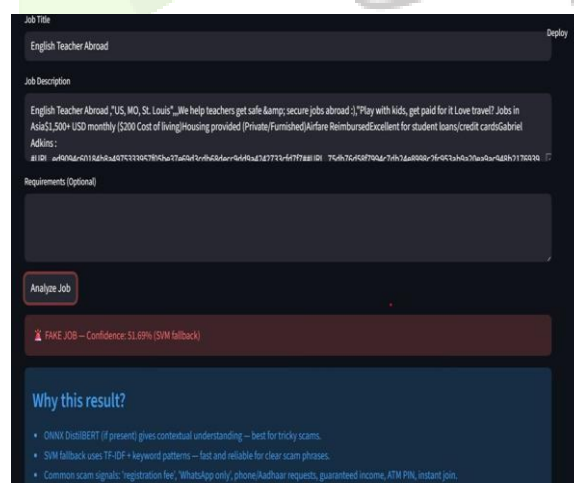 Job Title
Deploy
English Teacher Abroad
Job Description
English Teacher Abroad ,"US, MO, St. Louis",,,We help teachers get safe &amp; secure jobs abroad :),"Play with kids, get paid for it Love travel? Jobs in
Asia$1,500+ USD monthly ($200 Cost of living)Housing provided (Private/Furnished)Airfare ReimbursedExcellent for student loans/credit cardsGabriel
Adkins :
Requirements (Optional)
Analyze Job
FAKE JOB — Confidence: 51.69% (SVM fallback)
Why this result?
• ONNX DistilBERT (if present) gives contextual understanding — best for tricky scams.
• SVM fallback uses TF-IDF + keyword patterns — fast and reliable for clear scam phrases.
• Common scam signals: 'registration fee', 'WhatsApp only', phone/Aadhaar requests, guaranteed income, ATM PIN, instant join.